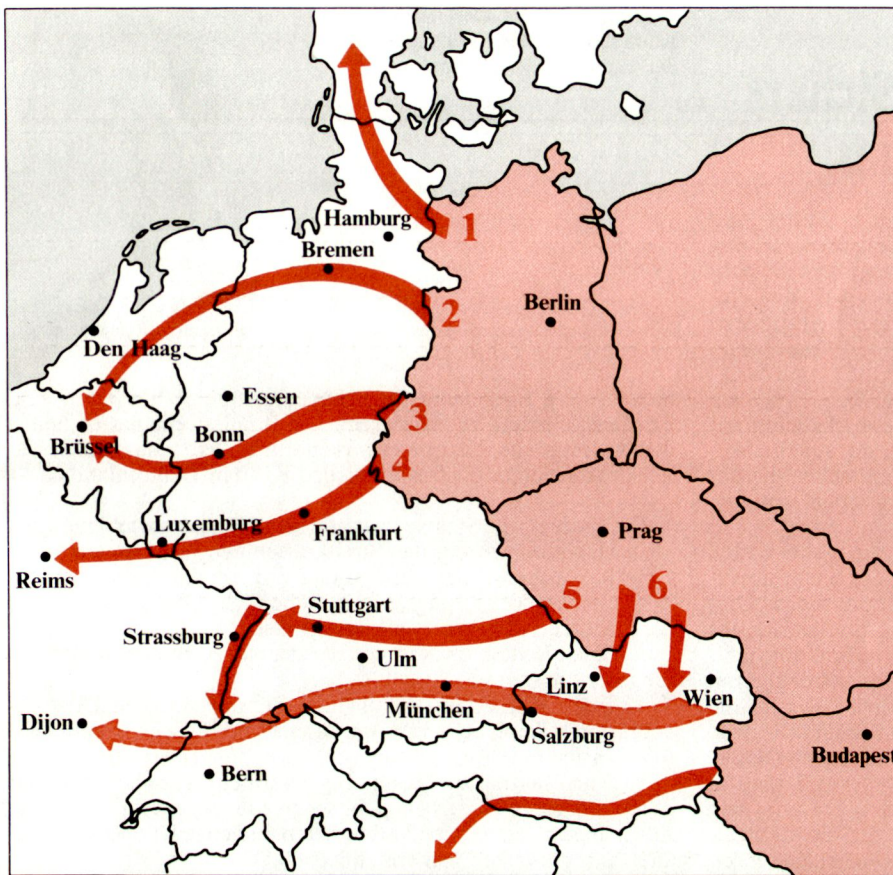 1
Hamburg
Bremen
2
Berlin
Den Haag
Essen
3
Brüssel
Bonn
4
Luxemburg
Frankfurt
Prag
Reims
5
6
Stuttgart
Strassburg
Ulm
Linz
Wien
München
Dijon
Salzburg
Budapest
Bern